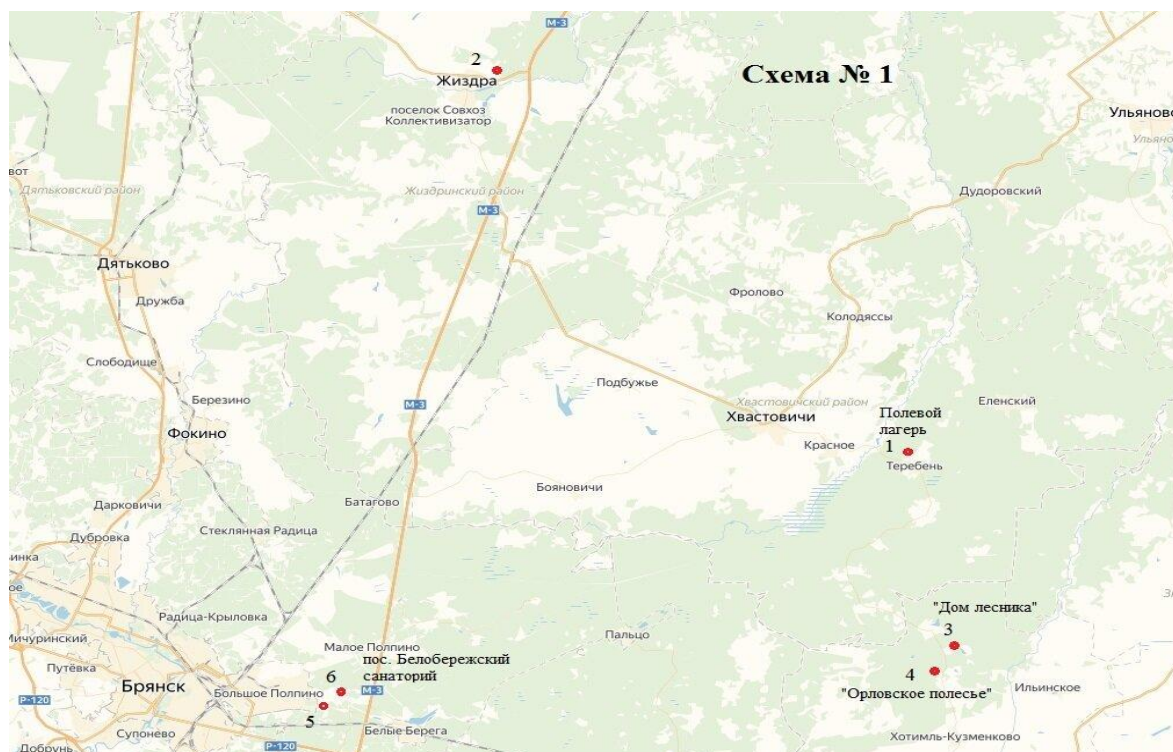 М-3
2
Жиздра
Схема № 1
поселок Совхоз
Коллективизатор
Ульяново
Дятьковский район
Жиздринский район
М-3
Дудоровский
Дятьково
Дружба
Фролово
Колодяссы
Слободище
Подбужье
Березино
М-3
Хвастовичский район
Хвастовичи
Еленский
Полевой
лагерь
Фокино
Красное
1
Теребень
Бояновичи
Дарковичи
Батагово
Стеклянная Радица
Дубровка
Радица-Крыловка
"Дом лесника"
Пальцо
3
Мичуринский
Малое Полпино
пос. Белобережский
санаторий
Путёвка
6
4
Брянск
Большое Полпино
М-3
"Орловское полесье"
Ильинское
Р-120
5
Супонево
Белые Берега
Хотимль-Кузменково
Добрунь
Р-120